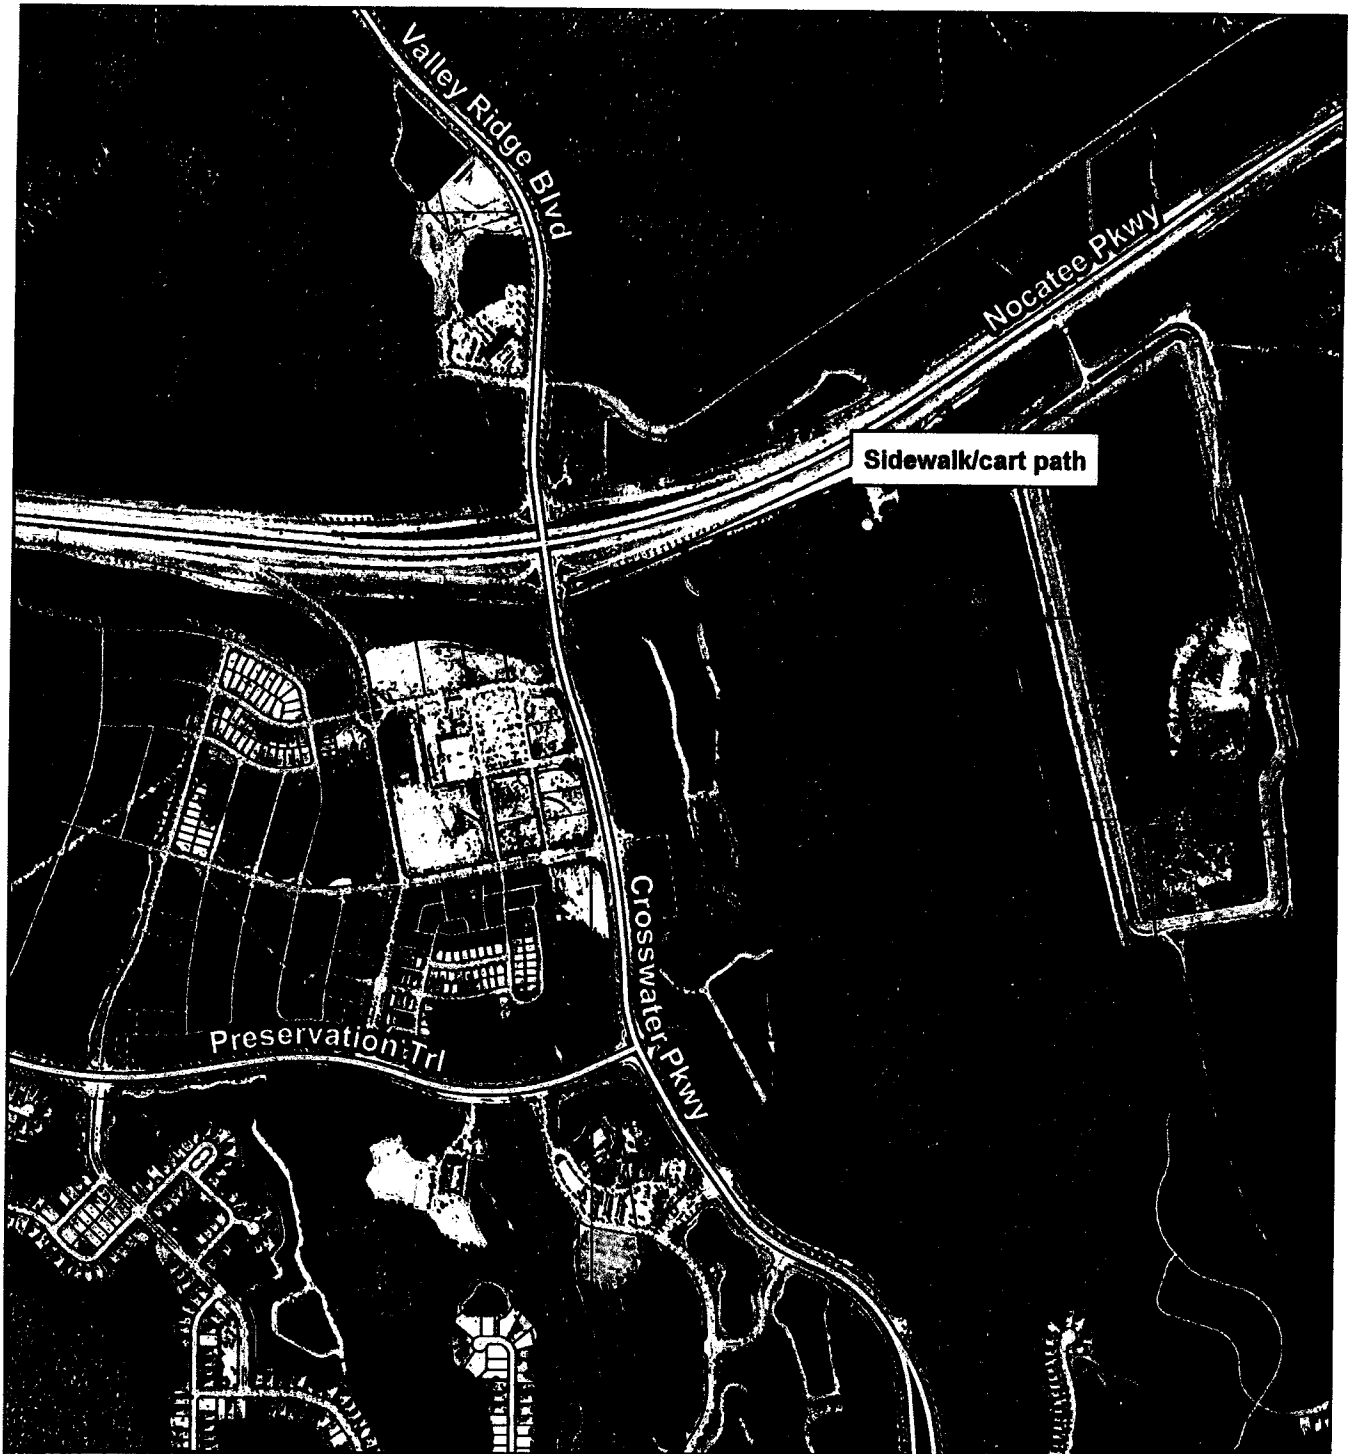 Valley Ridge Blvd
Nocatee Pkwy
Sidewalk/cart path
Crosswater Pkwy
Preservation Trl